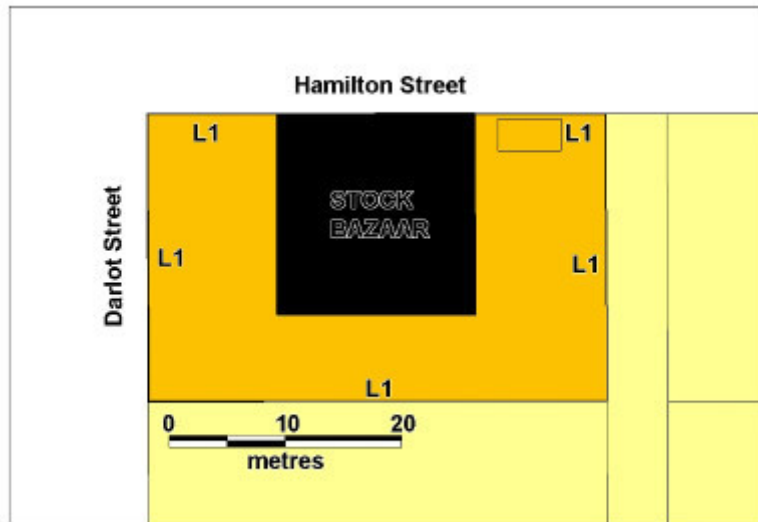 Hamilton Street
L1
L1
STOCK
BAZAAR
Darlot Street
L1
L1
L1
0 10 20
metres